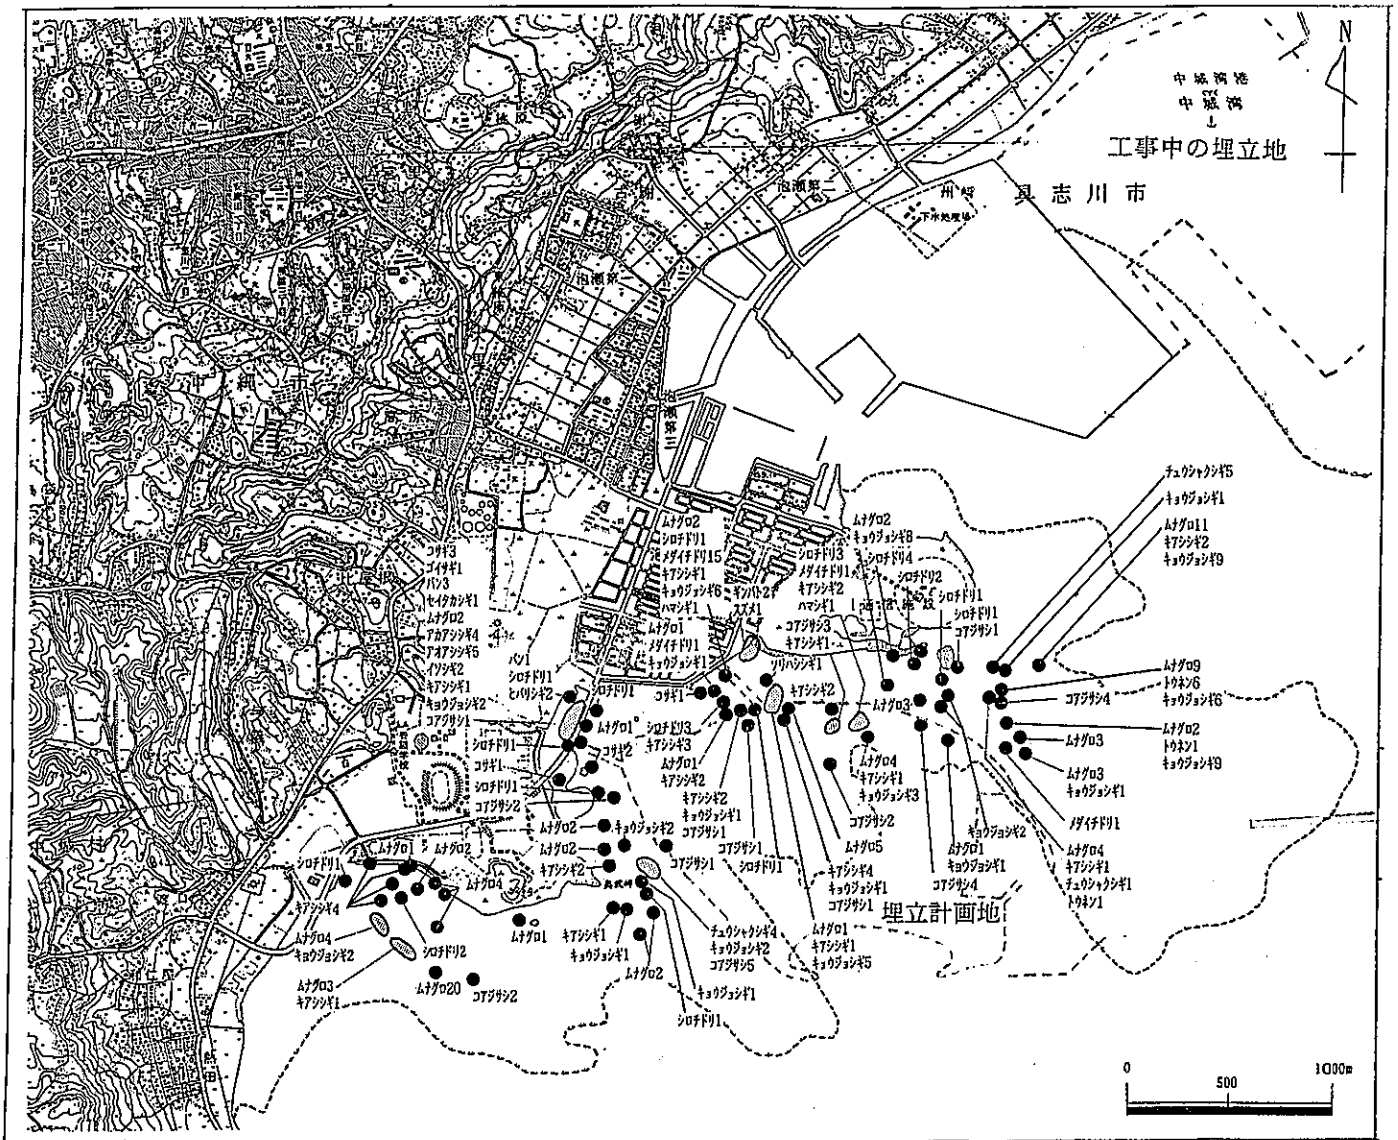 N
中城湾港
中城湾
工事中の埋立地
具志川市
州崎
下水処理場
泡瀬第二
泡瀬第一
泡瀬第三
沖縄市
チュウシャクシギ5
キョウジョシギ1
ムナグロ11
キアシシギ2
キョウジョシギ9
ムナグロ2
キョウジョシギ8
シロチドリ4
シロチドリ2
シロチドリ1
シロチドリ1
コアジサシ1
ムナグロ2
シロチドリ1
メダイチドリ15
キアシシギ1
キョウジョシギ6
ハマシギ1
ムナグロ1
メダイチドリ1
キョウジョシギ1
キンバト2
スズメ1
シロチドリ3
メダイチドリ1
キアシシギ2
ハマシギ1
コアジサシ3
キアシシギ1
ソリハシシギ1
コサギ3
ゴイサギ1
バン3
セイタカシギ1
ムナグロ2
アカアシシギ4
アオアシシギ5
イソシギ2
キアシシギ1
キョウジョシギ2
コアジサシ1
バン1
シロチドリ1
ヒバリシギ2
シロチドリ1
コサギ1
ムナグロ1
コサギ2
シロチドリ1
コサギ1
シロチドリ1
コアジサシ2
シロチドリ3
キアシシギ3
ムナグロ1
キアシシギ2
キアシシギ2
キョウジョシギ1
コアジサシ1
キアシシギ2
ムナグロ3
コアジサシ4
ムナグロ9
トウネン6
キョウジョシギ6
ムナグロ2
トウネン1
キョウジョシギ9
ムナグロ3
ムナグロ3
キョウジョシギ1
メダイチドリ1
ムナグロ4
キアシシギ1
チュウシャクシギ1
トウネン1
ムナグロ4
キアシシギ1
キョウジョシギ3
コアジサシ2
ムナグロ5
キョウジョシギ2
ムナグロ1
キョウジョシギ1
コアジサシ4
コアジサシ1
シロチドリ1
キアシシギ4
キョウジョシギ1
コアジサシ1
ムナグロ1
キアシシギ1
キョウジョシギ5
埋立計画地
ムナグロ2
キョウジョシギ2
ムナグロ2
キアシシギ2
コアジサシ1
奥武岬
シロチドリ1
ムナグロ1
ムナグロ2
ムナグロ4
キアシシギ4
ムナグロ4
キョウジョシギ2
シロチドリ2
ムナグロ3
キアシシギ1
ムナグロ20
コアジサシ2
ムナグロ1
キアシシギ1
キョウジョシギ1
ムナグロ2
チュウシャクシギ4
キョウジョシギ2
コアジサシ5
キョウジョシギ1
シロチドリ1
0
500
1000m